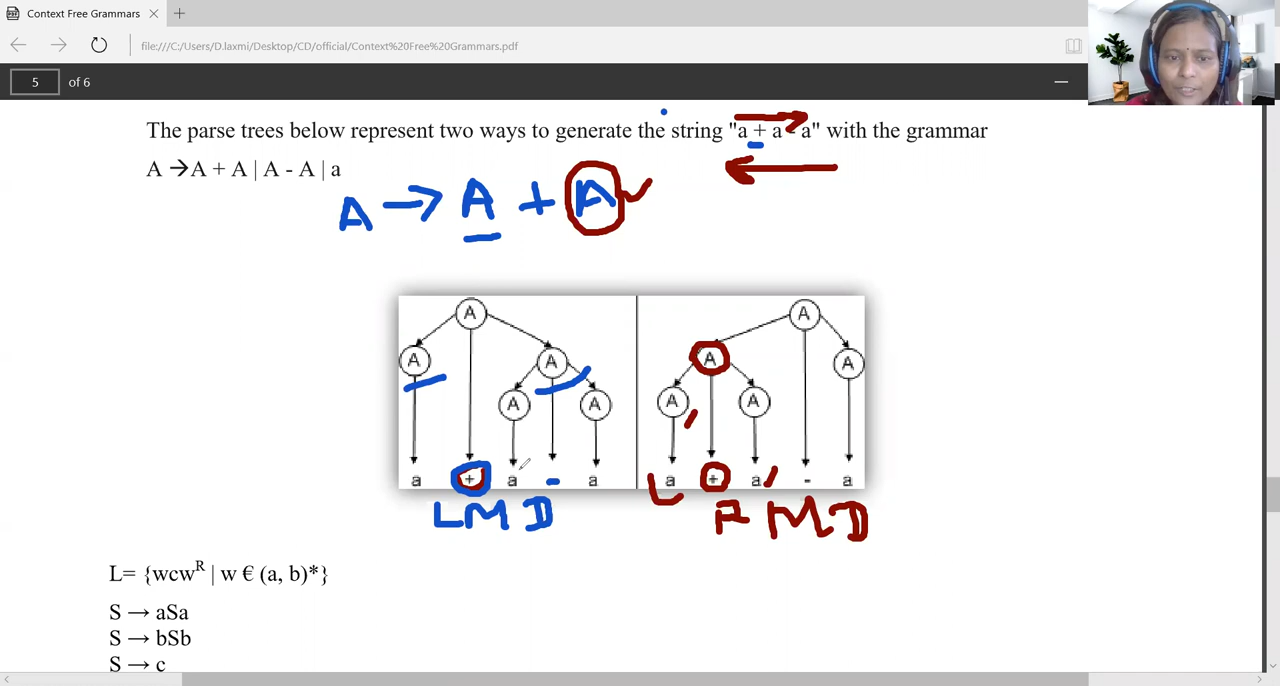 Context Free Grammars
file:///C:/Users/D.laxmi/Desktop/CD/official/Context%20Free%20Grammars.pdf
5 of 6
The parse trees below represent two ways to generate the string "a + a - a" with the grammar
A →A + A | A - A | a
A → A + A
A A
A A A A
A A A A
a + a - a a + a - a
LMD L RMD
L= {wcwᴿ | w € (a, b)*}
S → aSa
S → bSb
S → c